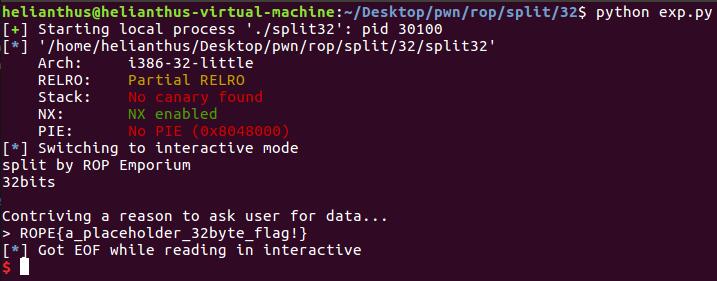 helianthus@helianthus-virtual-machine:~/Desktop/pwn/rop/split/32$ python exp.py
[+] Starting local process './split32': pid 30100
[*] '/home/helianthus/Desktop/pwn/rop/split/32/split32'
    Arch:     i386-32-little
    RELRO:    Partial RELRO
    Stack:    No canary found
    NX:       NX enabled
    PIE:      No PIE (0x8048000)
[*] Switching to interactive mode
split by ROP Emporium
32bits

Contriving a reason to ask user for data...
> ROPE{a_placeholder_32byte_flag!}
[*] Got EOF while reading in interactive
$